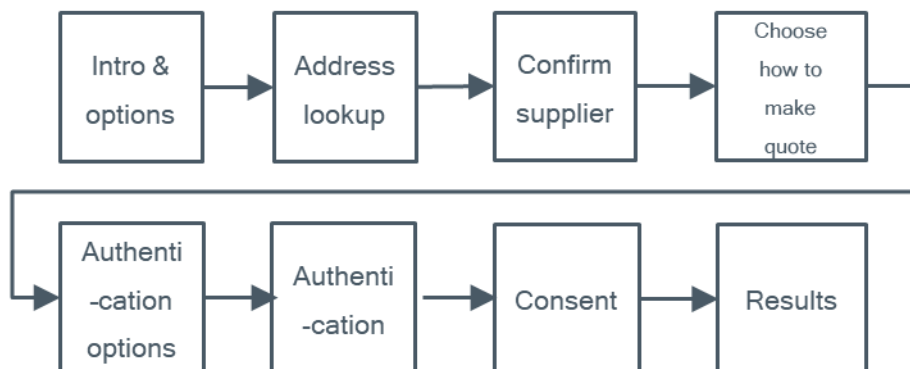 Intro &
options
Address
lookup
Confirm
supplier
Choose
how to
make
quote
Authenti
-cation
options
Authenti
-cation
Consent
Results